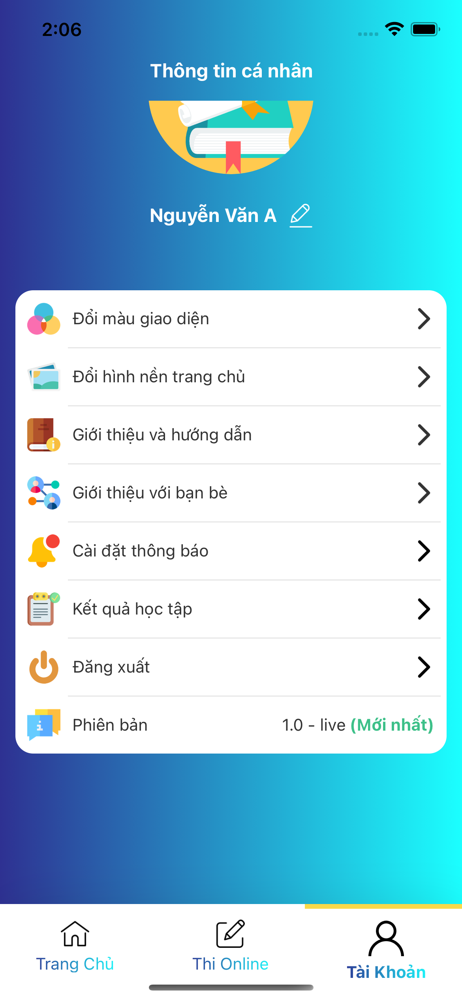 2:06
Thông tin cá nhân
Nguyễn Văn A
Đổi màu giao diện
Đổi hình nền trang chủ
Giới thiệu và hướng dẫn
Giới thiệu với bạn bè
Cài đặt thông báo
Kết quả học tập
Đăng xuất
Phiên bản 1.0 - live (Mới nhất)
Trang Chủ Thi Online Tài Khoản